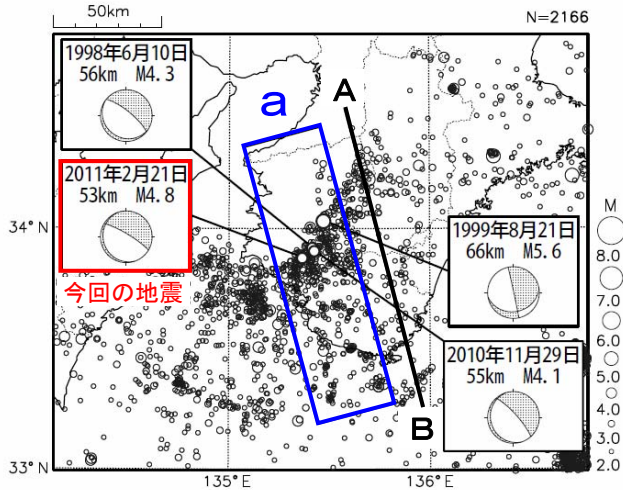 50km
N=2166
1998年6月10日
56km M4.3
a
A
2011年2月21日
53km M4.8
今回の地震
34°N
1999年8月21日
66km M5.6
M
8.0
7.0
6.0
5.0
4.0
3.0
2.0
2010年11月29日
55km M4.1
B
33°N
135°E
136°E